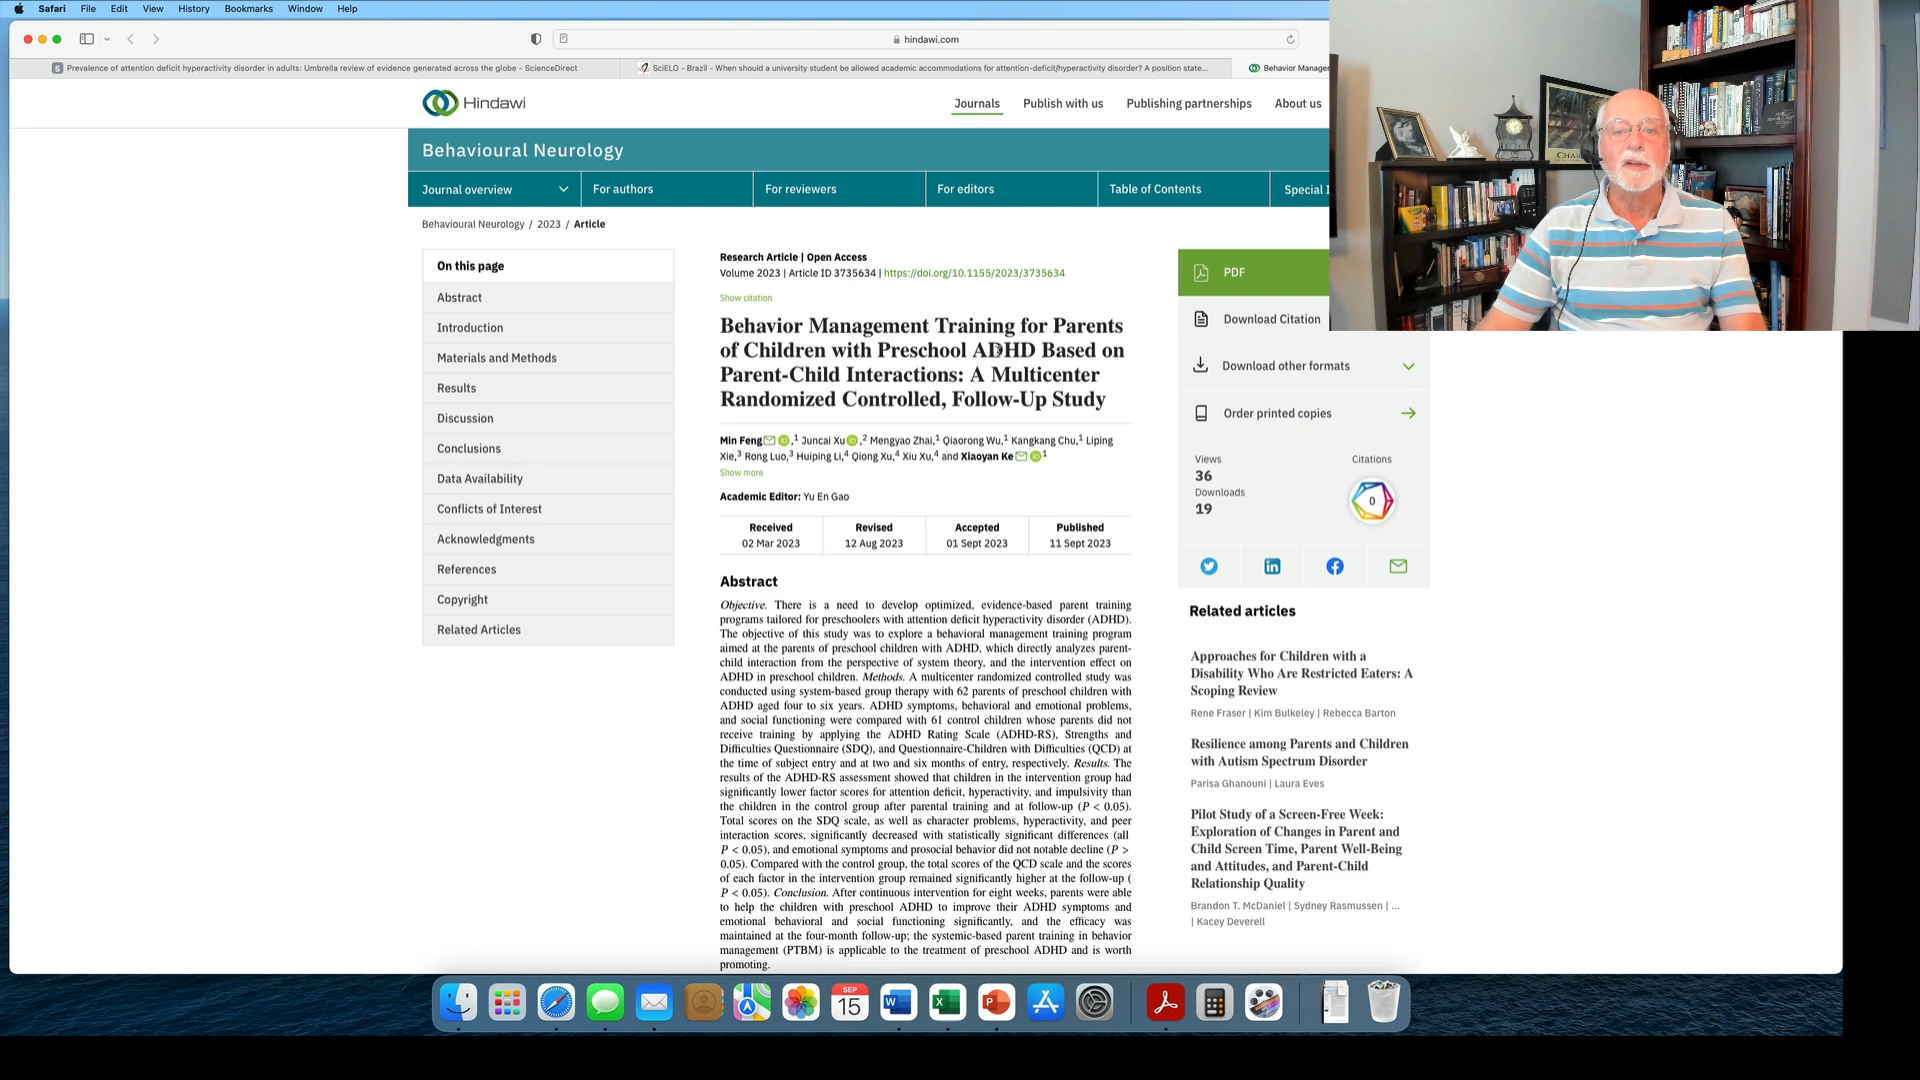 Safari File Edit View History Bookmarks Window Help
hindawi.com
Prevalence of attention deficit hyperactivity disorder in adults: Umbrella review of evidence generated across the globe - ScienceDirect
SciELO - Brazil - When should a university student be allowed academic accommodations for attention-deficit/hyperactivity disorder? A position state...
Behavior Manage
Hindawi
Journals Publish with us Publishing partnerships About us
Behavioural Neurology
Journal overview For authors For reviewers For editors Table of Contents Special I
Behavioural Neurology / 2023 / Article
On this page
Abstract
Introduction
Materials and Methods
Results
Discussion
Conclusions
Data Availability
Conflicts of Interest
Acknowledgments
References
Copyright
Related Articles
Research Article | Open Access
Volume 2023 | Article ID 3735634 | https://doi.org/10.1155/2023/3735634
Show citation
Behavior Management Training for Parents
of Children with Preschool ADHD Based on
Parent-Child Interactions: A Multicenter
Randomized Controlled, Follow-Up Study
Min Feng,1 Juncai Xu,2 Mengyao Zhai,1 Qiaorong Wu,1 Kangkang Chu,1 Liping
Xie,3 Rong Luo,3 Huiping Li,4 Qiong Xu,4 Xiu Xu,4 and Xiaoyan Ke1
Show more
Academic Editor: Yu En Gao
Received Revised Accepted Published
02 Mar 2023 12 Aug 2023 01 Sept 2023 11 Sept 2023
Abstract
Objective. There is a need to develop optimized, evidence-based parent training
programs tailored for preschoolers with attention deficit hyperactivity disorder (ADHD).
The objective of this study was to explore a behavioral management training program
aimed at the parents of preschool children with ADHD, which directly analyzes parent-
child interaction from the perspective of system theory, and the intervention effect on
ADHD in preschool children. Methods. A multicenter randomized controlled study was
conducted using system-based group therapy with 62 parents of preschool children with
ADHD aged four to six years. ADHD symptoms, behavioral and emotional problems,
and social functioning were compared with 61 control children whose parents did not
receive training by applying the ADHD Rating Scale (ADHD-RS), Strengths and
Difficulties Questionnaire (SDQ), and Questionnaire-Children with Difficulties (QCD) at
the time of subject entry and at two and six months of entry, respectively. Results. The
results of the ADHD-RS assessment showed that children in the intervention group had
significantly lower factor scores for attention deficit, hyperactivity, and impulsivity than
the children in the control group after parental training and at follow-up (P < 0.05).
Total scores on the SDQ scale, as well as character problems, hyperactivity, and peer
interaction scores, significantly decreased with statistically significant differences (all
P < 0.05), and emotional symptoms and prosocial behavior did not notable decline (P >
0.05). Compared with the control group, the total scores of the QCD scale and the scores
of each factor in the intervention group remained significantly higher at the follow-up (
P < 0.05). Conclusion. After continuous intervention for eight weeks, parents were able
to help the children with preschool ADHD to improve their ADHD symptoms and
emotional behavioral and social functioning significantly, and the efficacy was
maintained at the four-month follow-up; the systemic-based parent training in behavior
management (PTBM) is applicable to the treatment of preschool ADHD and is worth
promoting.
PDF
Download Citation
Download other formats
Order printed copies
Views
36
Downloads
19
Citations
0
Related articles
Approaches for Children with a
Disability Who Are Restricted Eaters: A
Scoping Review
Rene Fraser | Kim Bulkeley | Rebecca Barton
Resilience among Parents and Children
with Autism Spectrum Disorder
Parisa Ghanouni | Laura Eves
Pilot Study of a Screen-Free Week:
Exploration of Changes in Parent and
Child Screen Time, Parent Well-Being
and Attitudes, and Parent-Child
Relationship Quality
Brandon T. McDaniel | Sydney Rasmussen | ...
| Kacey Deverell
SEP
15